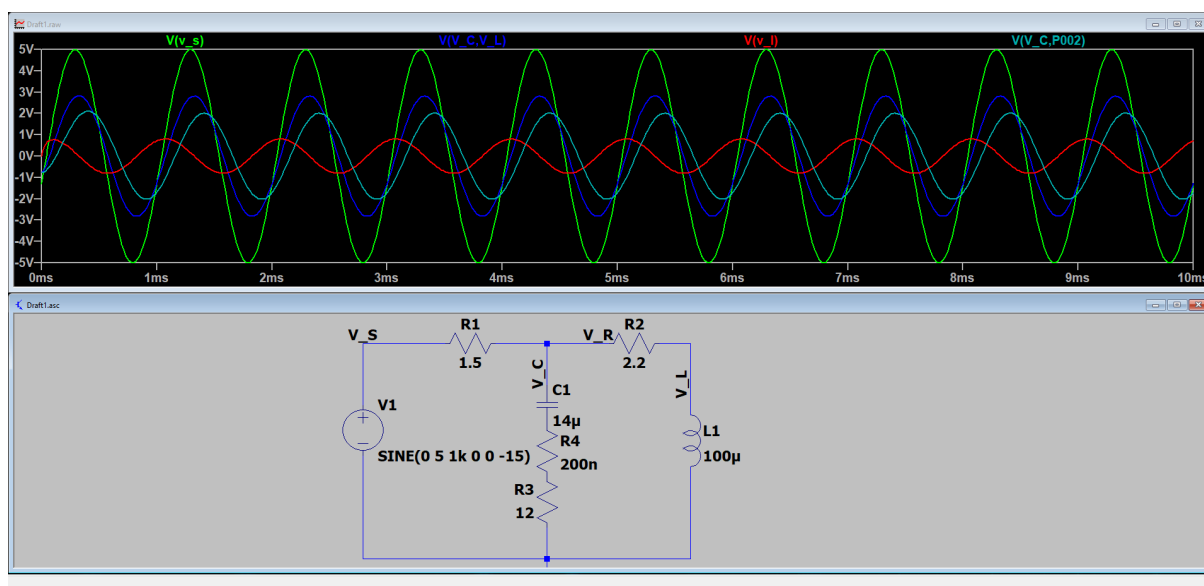 Draft1.raw
V(v_s) V(V_C,V_L) V(v_l) V(V_C,P002)
5V
4V
3V
2V
1V
0V
-1V
-2V
-3V
-4V
-5V
0ms 1ms 2ms 3ms 4ms 5ms 6ms 7ms 8ms 9ms 10ms
Draft1.asc
V_S
R1
1.5
V_R
R2
2.2
V_C
C1
14µ
V_L
V1
SINE(0 5 1k 0 0 -15)
R4
200n
L1
100µ
R3
12